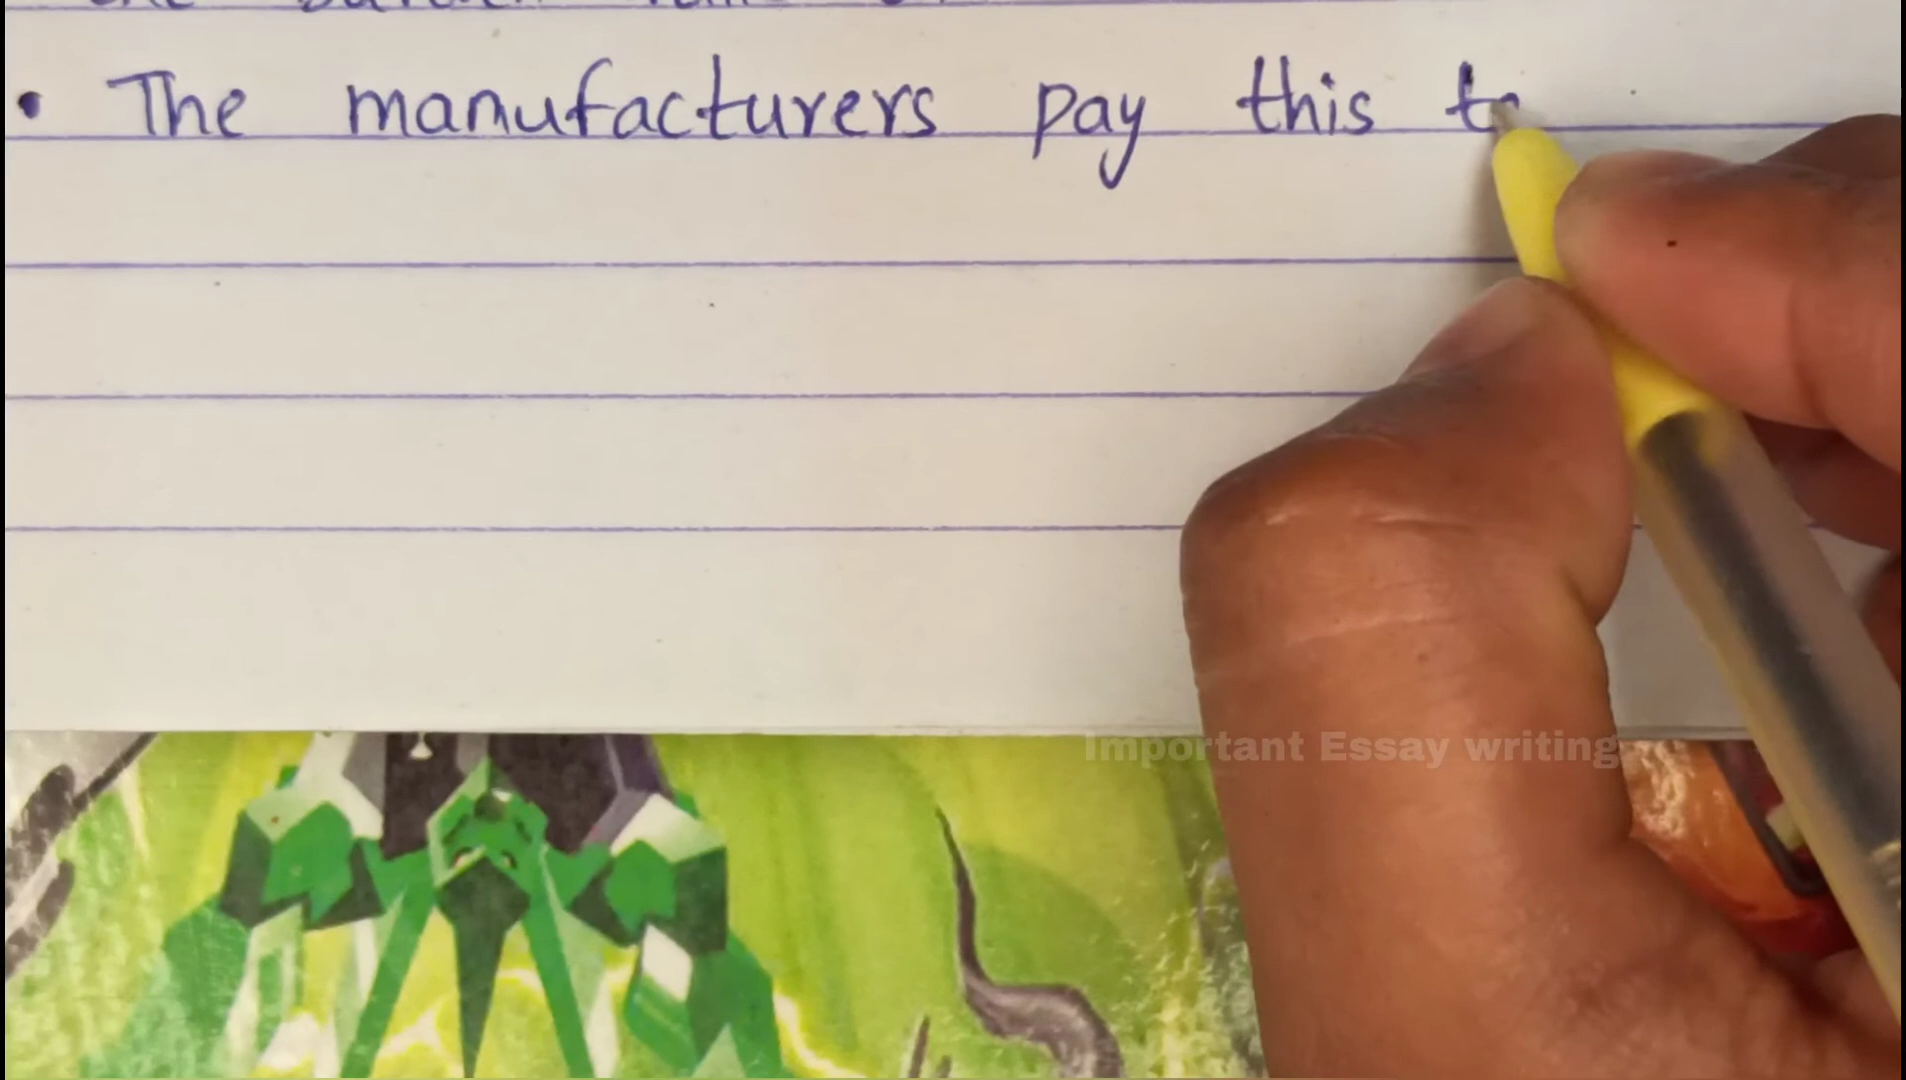 • The manufacturers pay this
Important Essay writing